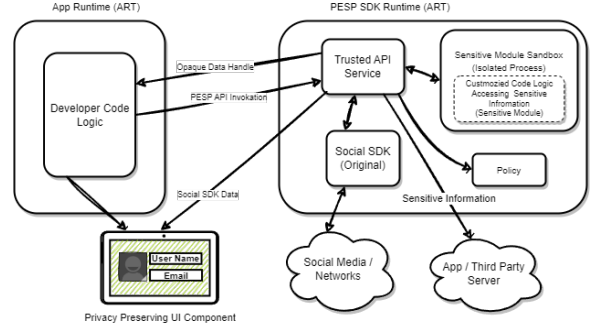 App Runtime (ART)
PESP SDK Runtime (ART)
Developer Code
Logic
Opaque Data Handle
PESP API Invokation
Trusted API
Service
Sensitive Module Sandbox
(Isolated Process)
Custmozied Code Logic
Accessing Sensitive
Infromation
(Sensitive Module)
Social SDK
(Original)
Policy
Social SDK Data
Sensitive Information
User Name
Email
Social Media /
Networks
App / Third Party
Server
Privacy Preserving UI Component